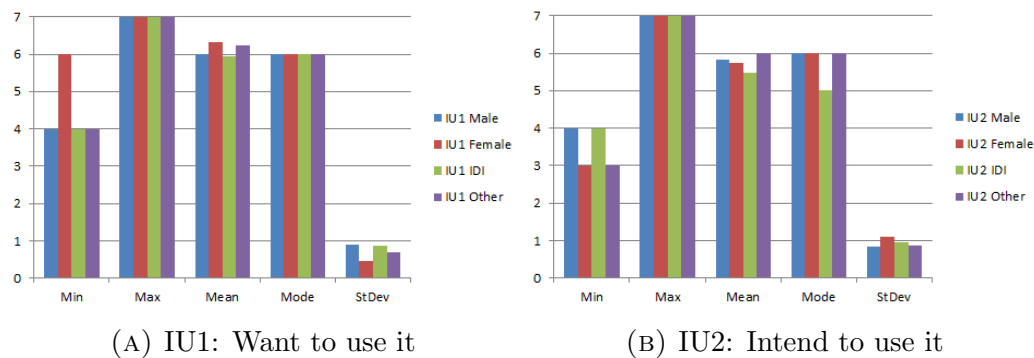 7
6
5
4
3
2
1
0
Min Max Mean Mode StDev
IU1 Male
IU1 Female
IU1 IDI
IU1 Other
(A) IU1: Want to use it
7
6
5
4
3
2
1
0
Min Max Mean Mode StDev
IU2 Male
IU2 Female
IU2 IDI
IU2 Other
(B) IU2: Intend to use it